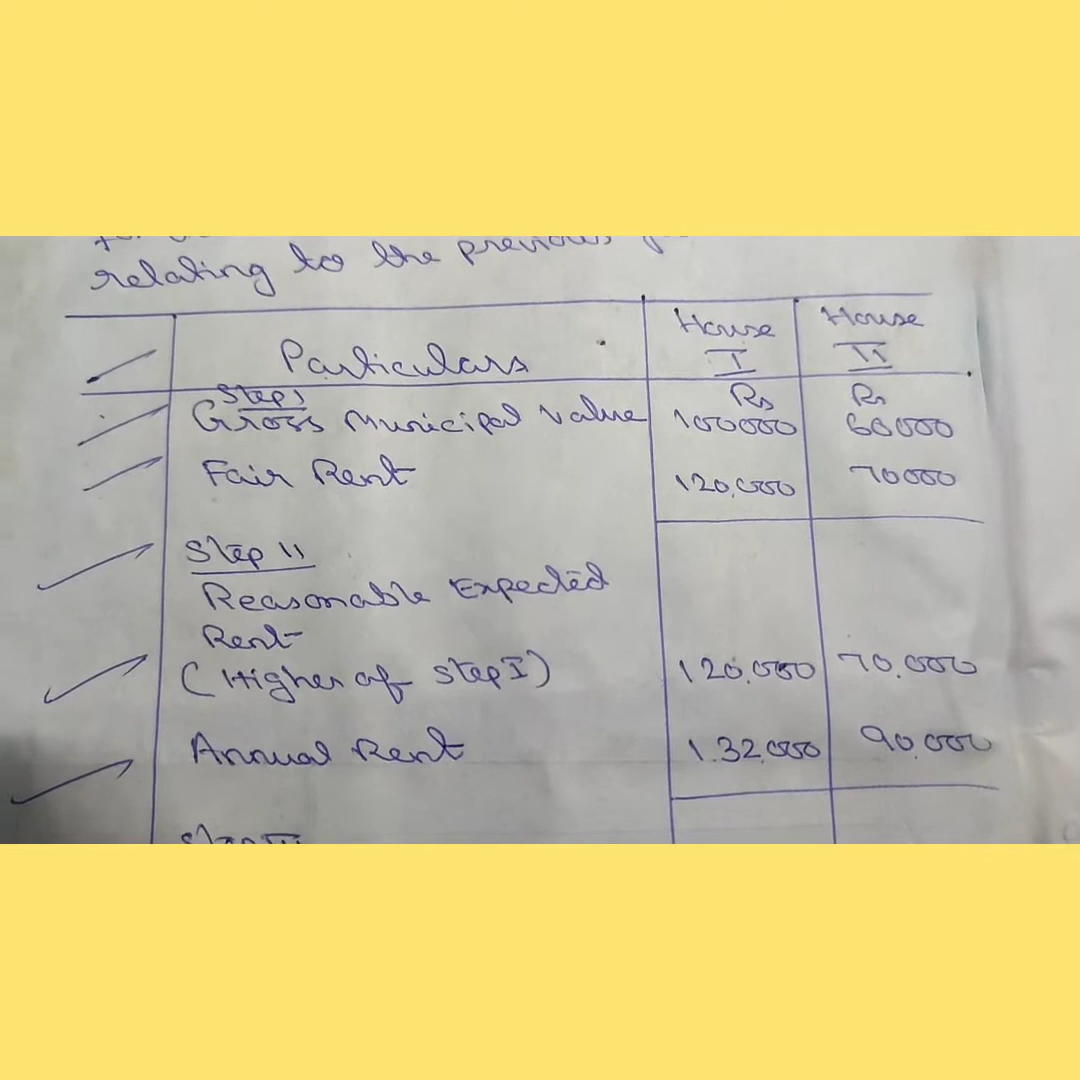 relating to the previous
Particulars House I House II
Step I Rs Rs
Gross Municipal Value 100000 60000
Fair Rent 120,000 70000
Step II
Reasonable Expected
Rent
(Higher of Step I) 120,000 70,000
Annual Rent 1.32,000 90,000